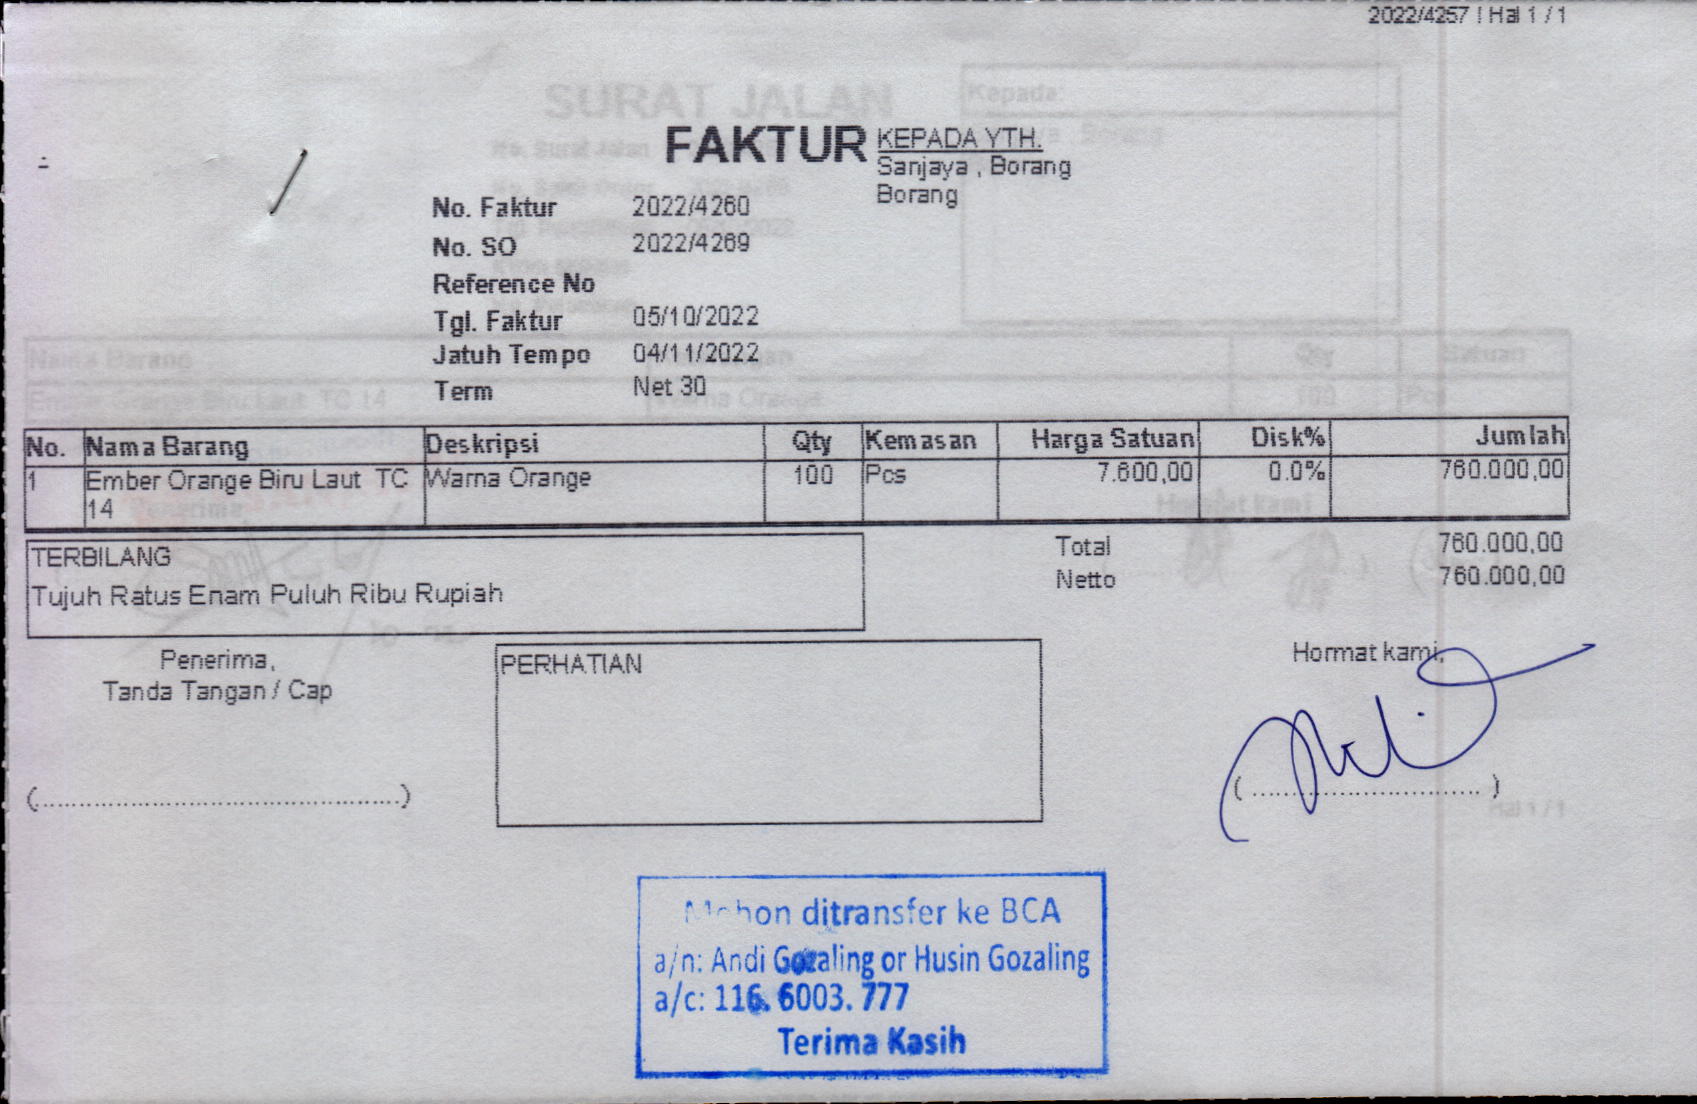 2022/4257 | Hal 1 / 1
FAKTUR
KEPADA YTH.
Sanjaya , Borang
Borang
No. Faktur 2022/4260
No. SO 2022/4269
Reference No
Tgl. Faktur 05/10/2022
Jatuh Tempo 04/11/2022
Term Net 30
No. Nama Barang Deskripsi Qty Kemasan Harga Satuan Disk% Jumlah
1 Ember Orange Biru Laut TC Warna Orange 100 Pcs 7.600,00 0.0% 760.000,00
14
TERBILANG
Tujuh Ratus Enam Puluh Ribu Rupiah
Total 760.000,00
Netto 760.000,00
Penerima,
Tanda Tangan / Cap
PERHATIAN
Hormat kami,
Mohon ditransfer ke BCA
a/n: Andi Gozaling or Husin Gozaling
a/c: 116. 6003. 777
Terima Kasih